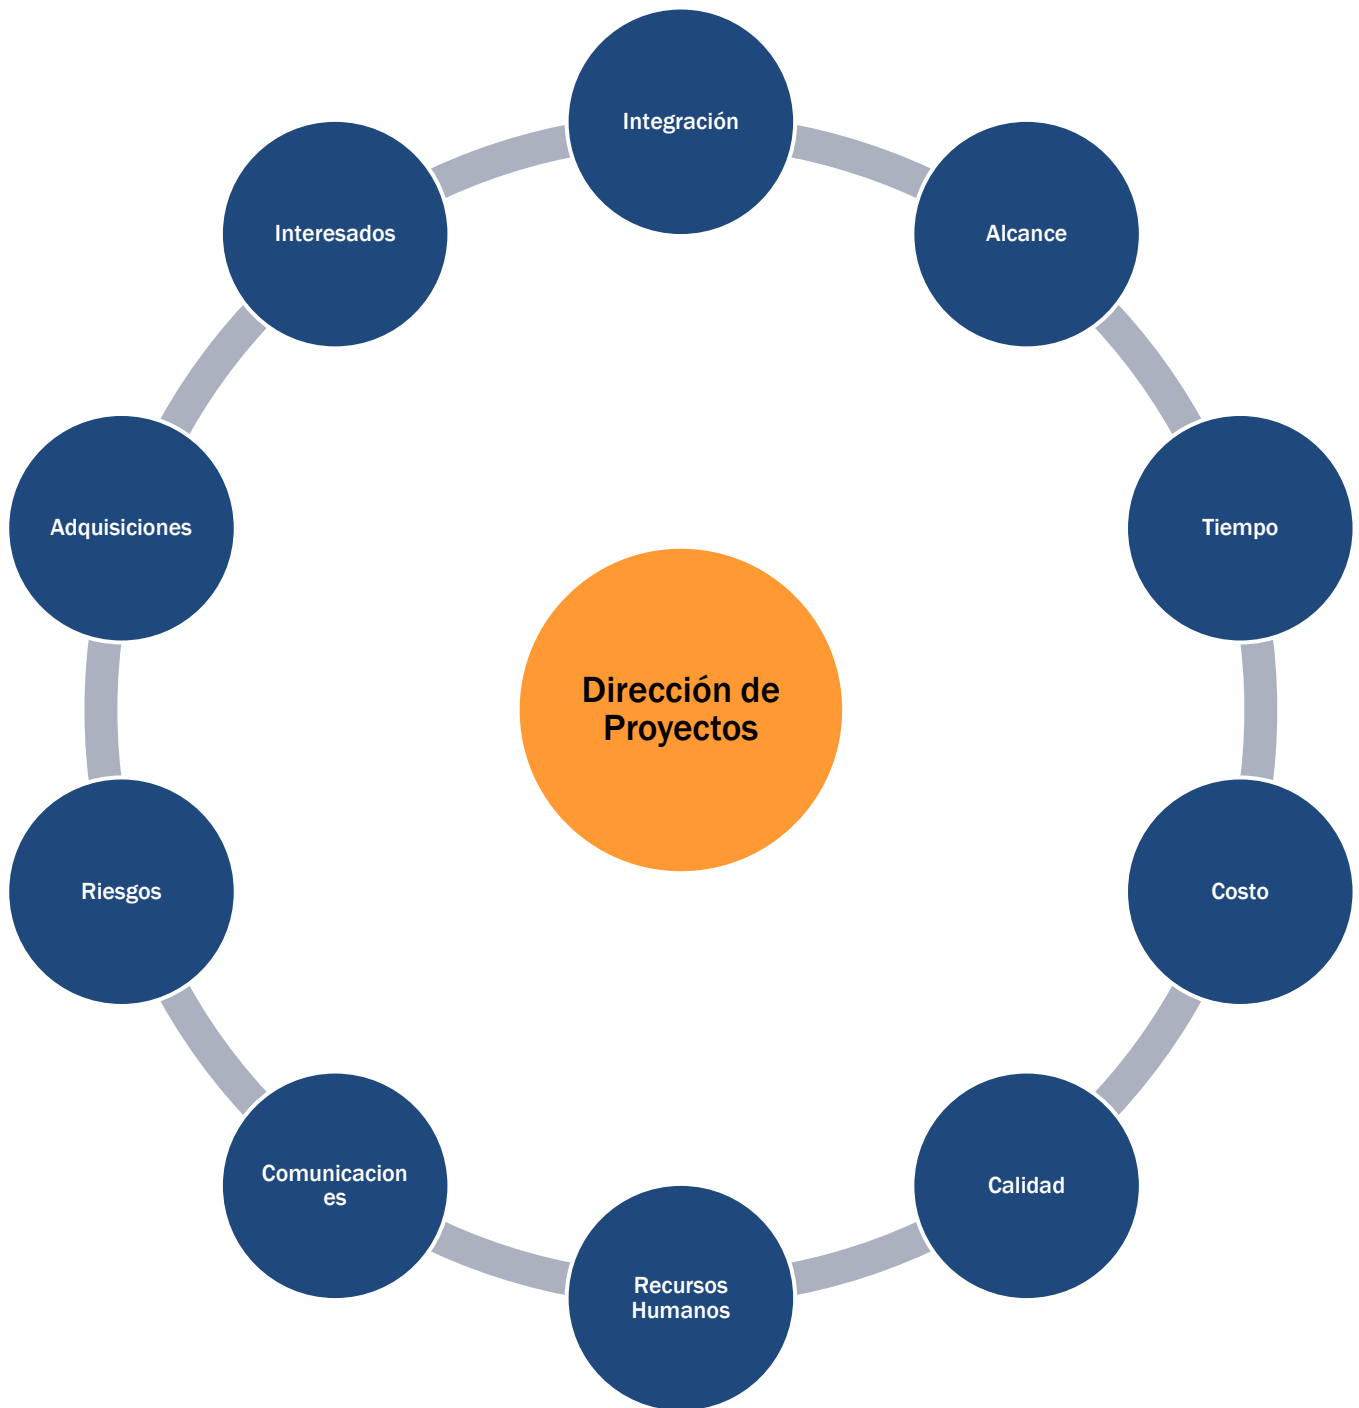 Integración
Interesados
Alcance
Adquisiciones
Tiempo
Dirección de
Proyectos
Riesgos
Costo
Comunicacion
es
Calidad
Recursos
Humanos